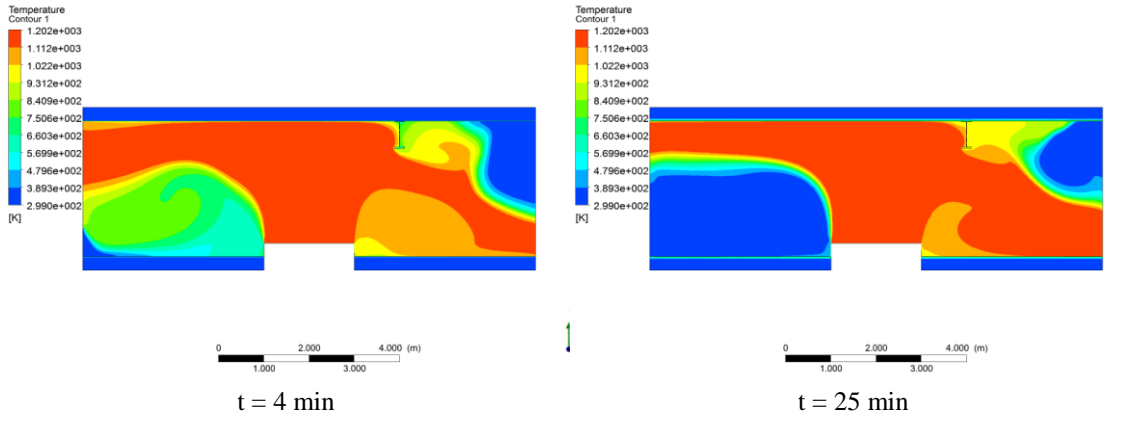 Temperature
Contour 1
1.202e+003
1.112e+003
1.022e+003
9.312e+002
8.409e+002
7.506e+002
6.603e+002
5.699e+002
4.796e+002
3.893e+002
2.990e+002
[K]
0 2.000 4.000 (m)
1.000 3.000
t = 4 min
Temperature
Contour 1
1.202e+003
1.112e+003
1.022e+003
9.312e+002
8.409e+002
7.506e+002
6.603e+002
5.699e+002
4.796e+002
3.893e+002
2.990e+002
[K]
0 2.000 4.000 (m)
1.000 3.000
t = 25 min